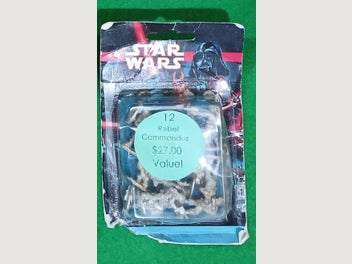 STAR
WARS
12
Rebel
Commandos
$27.00
Value!